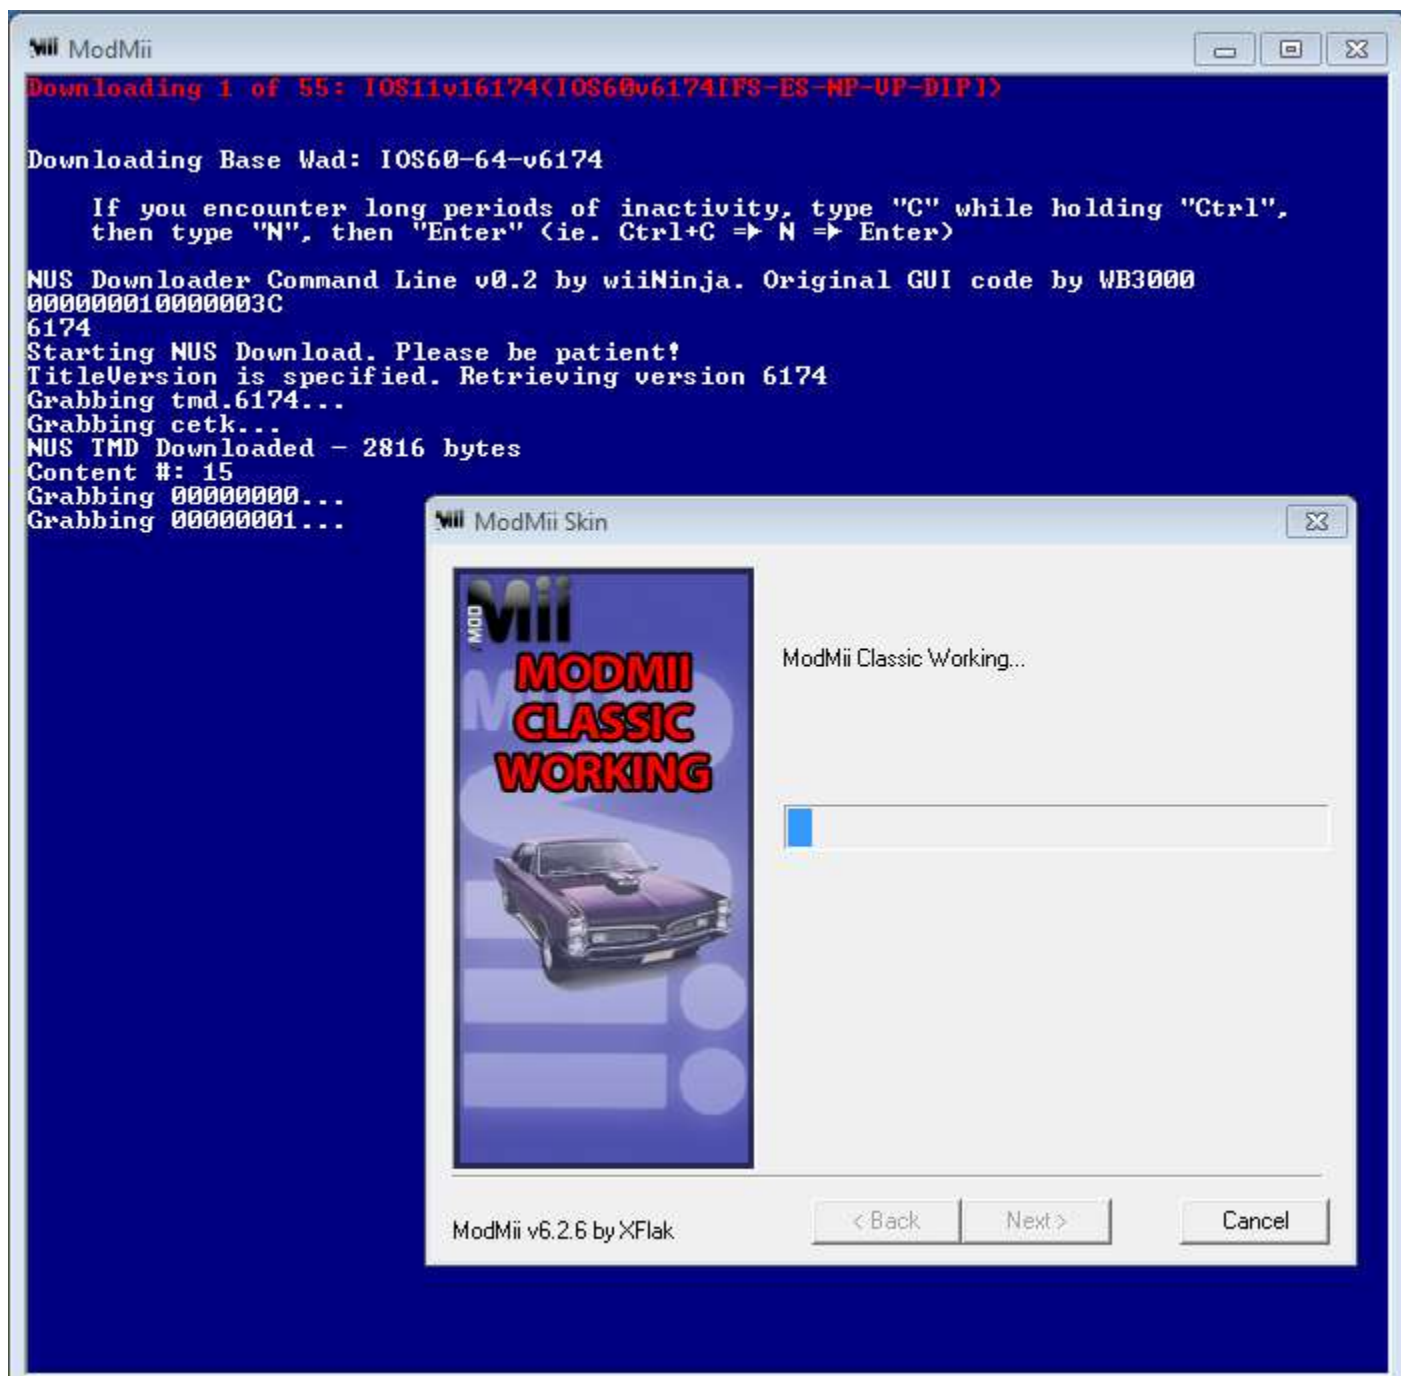 ModMii
Downloading 1 of 55: IOS11v16174(IOS60v6174[FS-ES-NP-VP-DIP])
Downloading Base Wad: IOS60-64-v6174
If you encounter long periods of inactivity, type "C" while holding "Ctrl",
then type "N", then "Enter" (ie. Ctrl+C => N => Enter)
NUS Downloader Command Line v0.2 by wiiNinja. Original GUI code by WB3000
000000010000003C
6174
Starting NUS Download. Please be patient!
TitleVersion is specified. Retrieving version 6174
Grabbing tmd.6174...
Grabbing cetk...
NUS TMD Downloaded - 2816 bytes
Content #: 15
Grabbing 00000000...
Grabbing 00000001...
ModMii Skin
MOD Mii
MODMII
CLASSIC
WORKING
ModMii Classic Working...
ModMii v6.2.6 by XFlak
< Back
Next >
Cancel